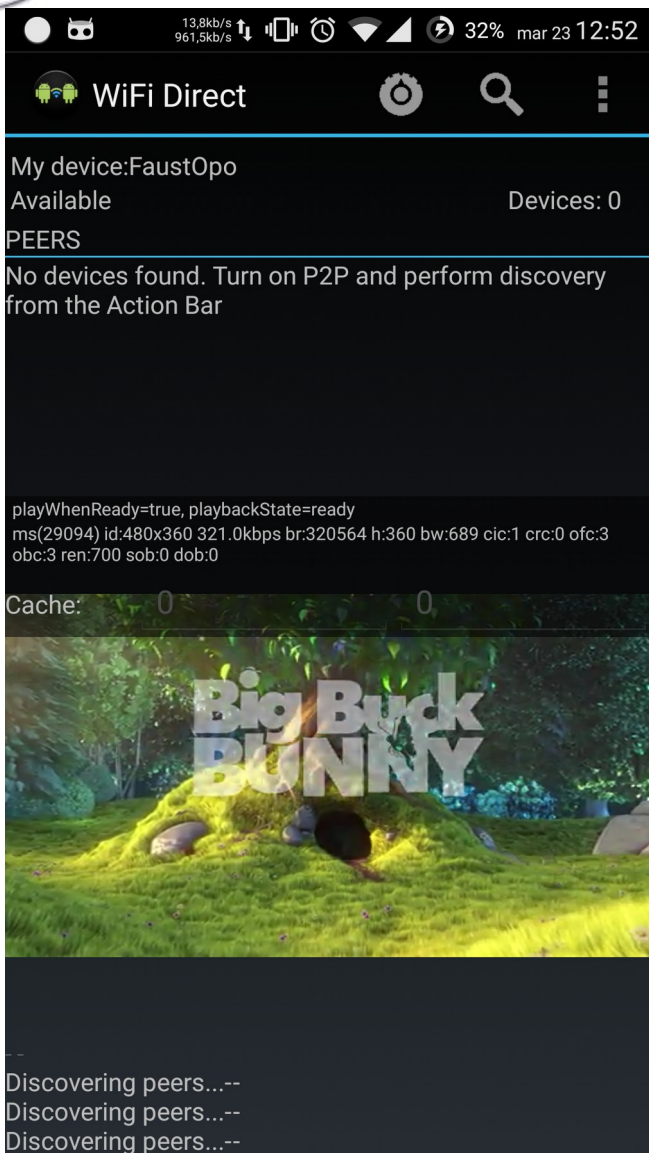 13,8kb/s
961,5kb/s
32% mar 23 12:52
WiFi Direct
My device:FaustOpo
Available Devices: 0
PEERS
No devices found. Turn on P2P and perform discovery
from the Action Bar
playWhenReady=true, playbackState=ready
ms(29094) id:480x360 321.0kbps br:320564 h:360 bw:689 cic:1 crc:0 ofc:3
obc:3 ren:700 sob:0 dob:0
Cache: 0 0
Big Buck
BUNNY
--
Discovering peers...--
Discovering peers...--
Discovering peers...--